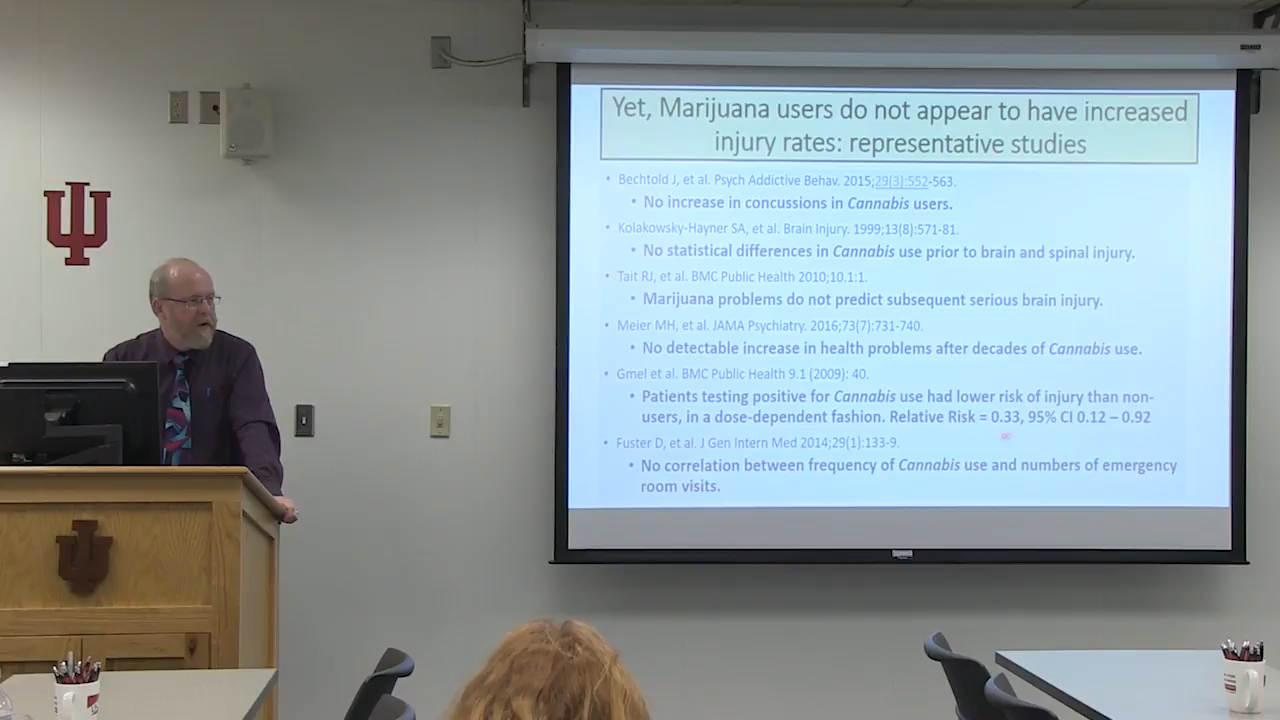 Yet, Marijuana users do not appear to have increased
injury rates: representative studies
• Bechtold J, et al. Psych Addictive Behav. 2015;29(3):552-563.
• No increase in concussions in Cannabis users.
• Kolakowsky-Hayner SA, et al. Brain Injury. 1999;13(8):571-81.
• No statistical differences in Cannabis use prior to brain and spinal injury.
• Tait RJ, et al. BMC Public Health 2010;10.1:1.
• Marijuana problems do not predict subsequent serious brain injury.
• Meier MH, et al. JAMA Psychiatry. 2016;73(7):731-740.
• No detectable increase in health problems after decades of Cannabis use.
• Gmel et al. BMC Public Health 9.1 (2009): 40.
• Patients testing positive for Cannabis use had lower risk of injury than non-
users, in a dose-dependent fashion. Relative Risk = 0.33, 95% CI 0.12 – 0.92
• Fuster D, et al. J Gen Intern Med 2014;29(1):133-9.
• No correlation between frequency of Cannabis use and numbers of emergency
room visits.